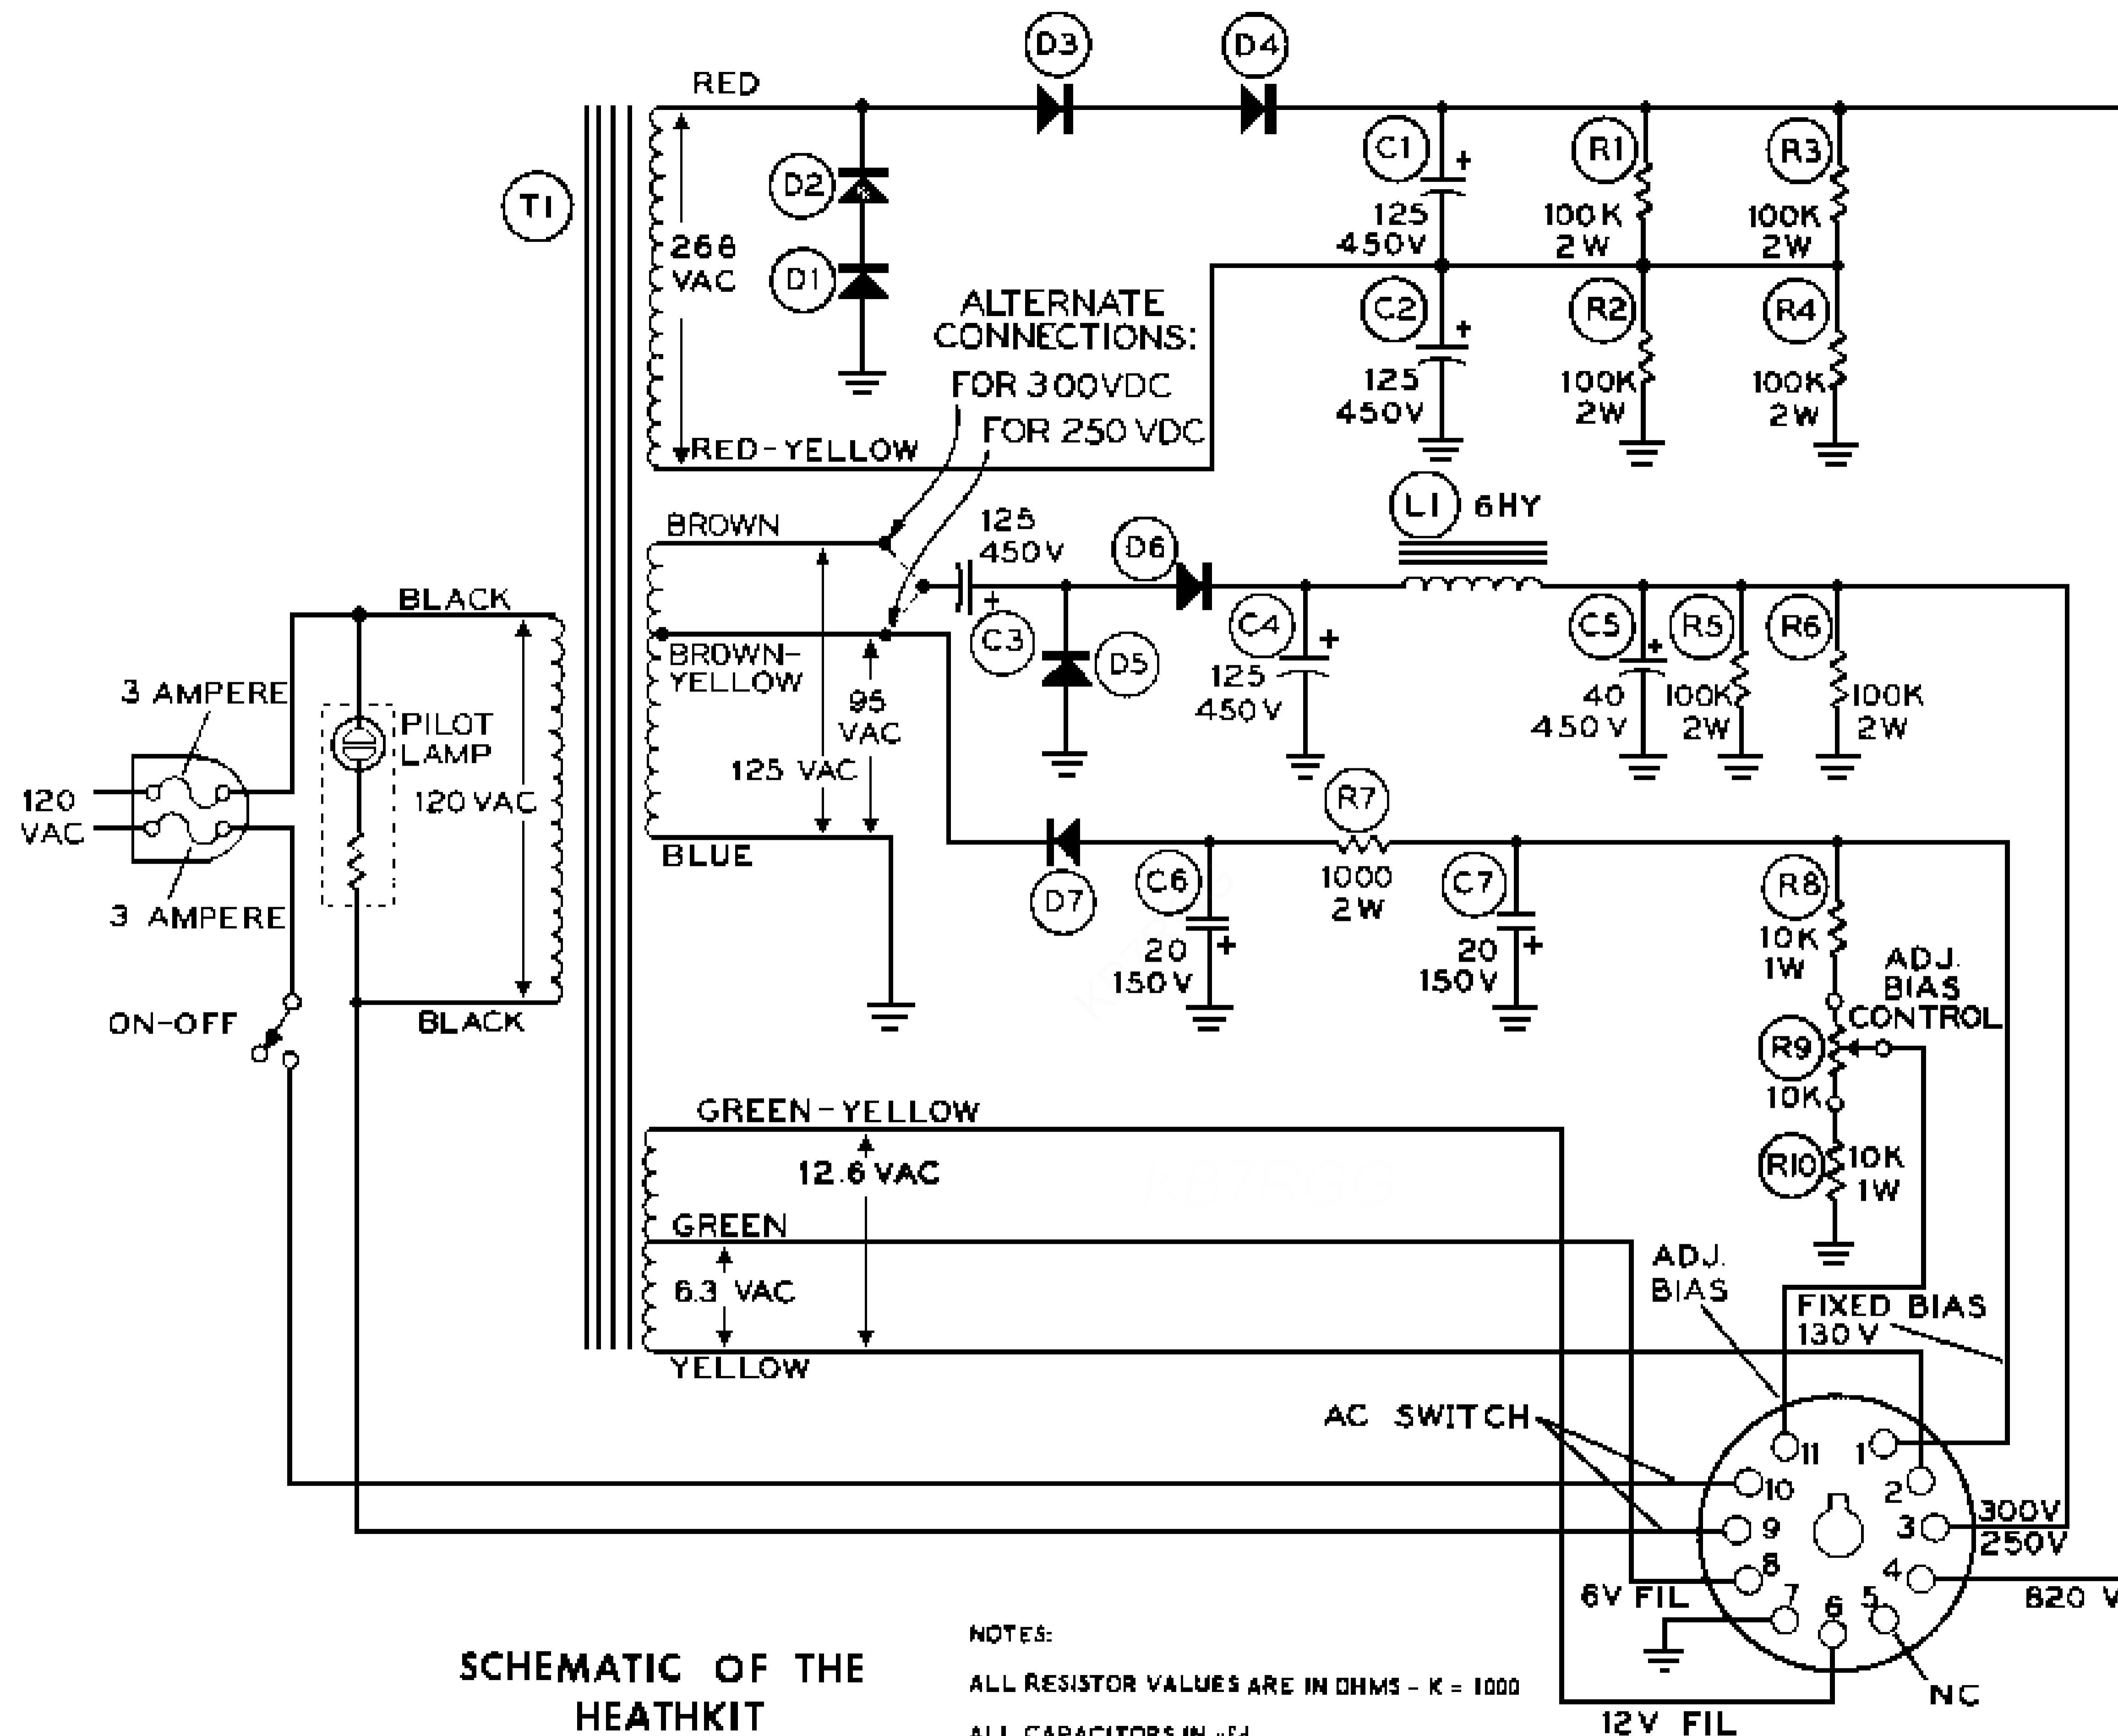 D3
D4
RED
T1
D2
D1
268
VAC
C1
+
125
450V
R1
100K
2W
R3
100K
2W
C2
+
125
450V
R2
100K
2W
R4
100K
2W
ALTERNATE
CONNECTIONS:
FOR 300VDC
FOR 250 VDC
RED-YELLOW
BROWN
125
450V
+
C3
D6
D5
L1 6HY
C4
+
125
450V
C5
+
40
450V
R5
100K
2W
R6
100K
2W
BROWN-
YELLOW
95
VAC
125 VAC
BLUE
BLACK
3 AMPERE
PILOT
LAMP
120 VAC
120
VAC
3 AMPERE
ON-OFF
BLACK
D7
C6
20
150V
+
R7
1000
2W
C7
20
150V
+
R8
10K
1W
ADJ.
BIAS
CONTROL
R9
10K
R10
10K
1W
GREEN-YELLOW
12.6 VAC
GREEN
6.3 VAC
YELLOW
ADJ.
BIAS
FIXED BIAS
130 V
AC SWITCH
11
1
10
2
9
3
8
4
7
6
5
300V
250V
820 V
6V FIL
NC
12V FIL
SCHEMATIC OF THE
HEATHKIT
NOTES:
ALL RESISTOR VALUES ARE IN OHMS - K = 1000
ALL CAPACITORS IN